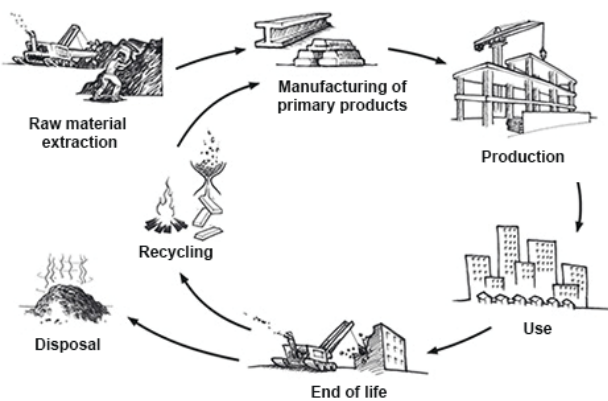 Raw material
extraction
Manufacturing of
primary products
Production
Use
End of life
Recycling
Disposal